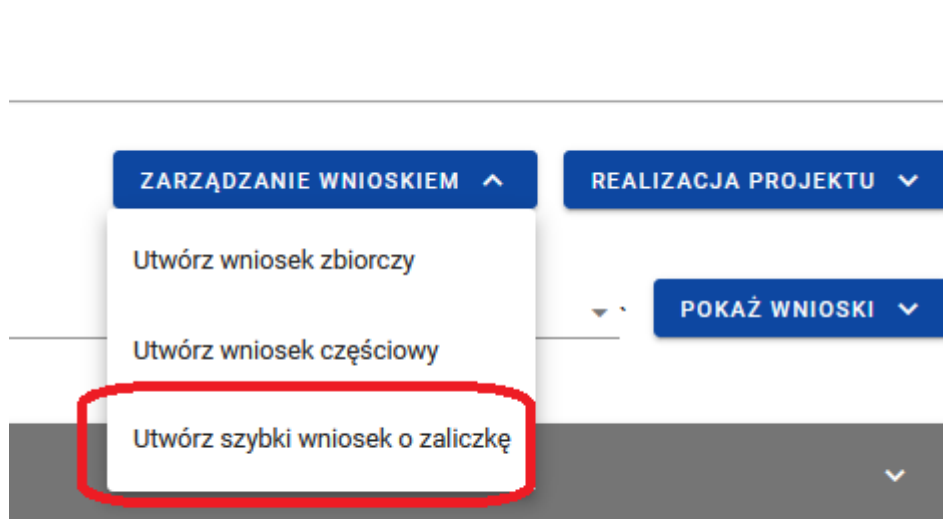 ZARZĄDZANIE WNIOSKIEM
REALIZACJA PROJEKTU
Utwórz wniosek zbiorczy
POKAŻ WNIOSKI
Utwórz wniosek częściowy
Utwórz szybki wniosek o zaliczkę